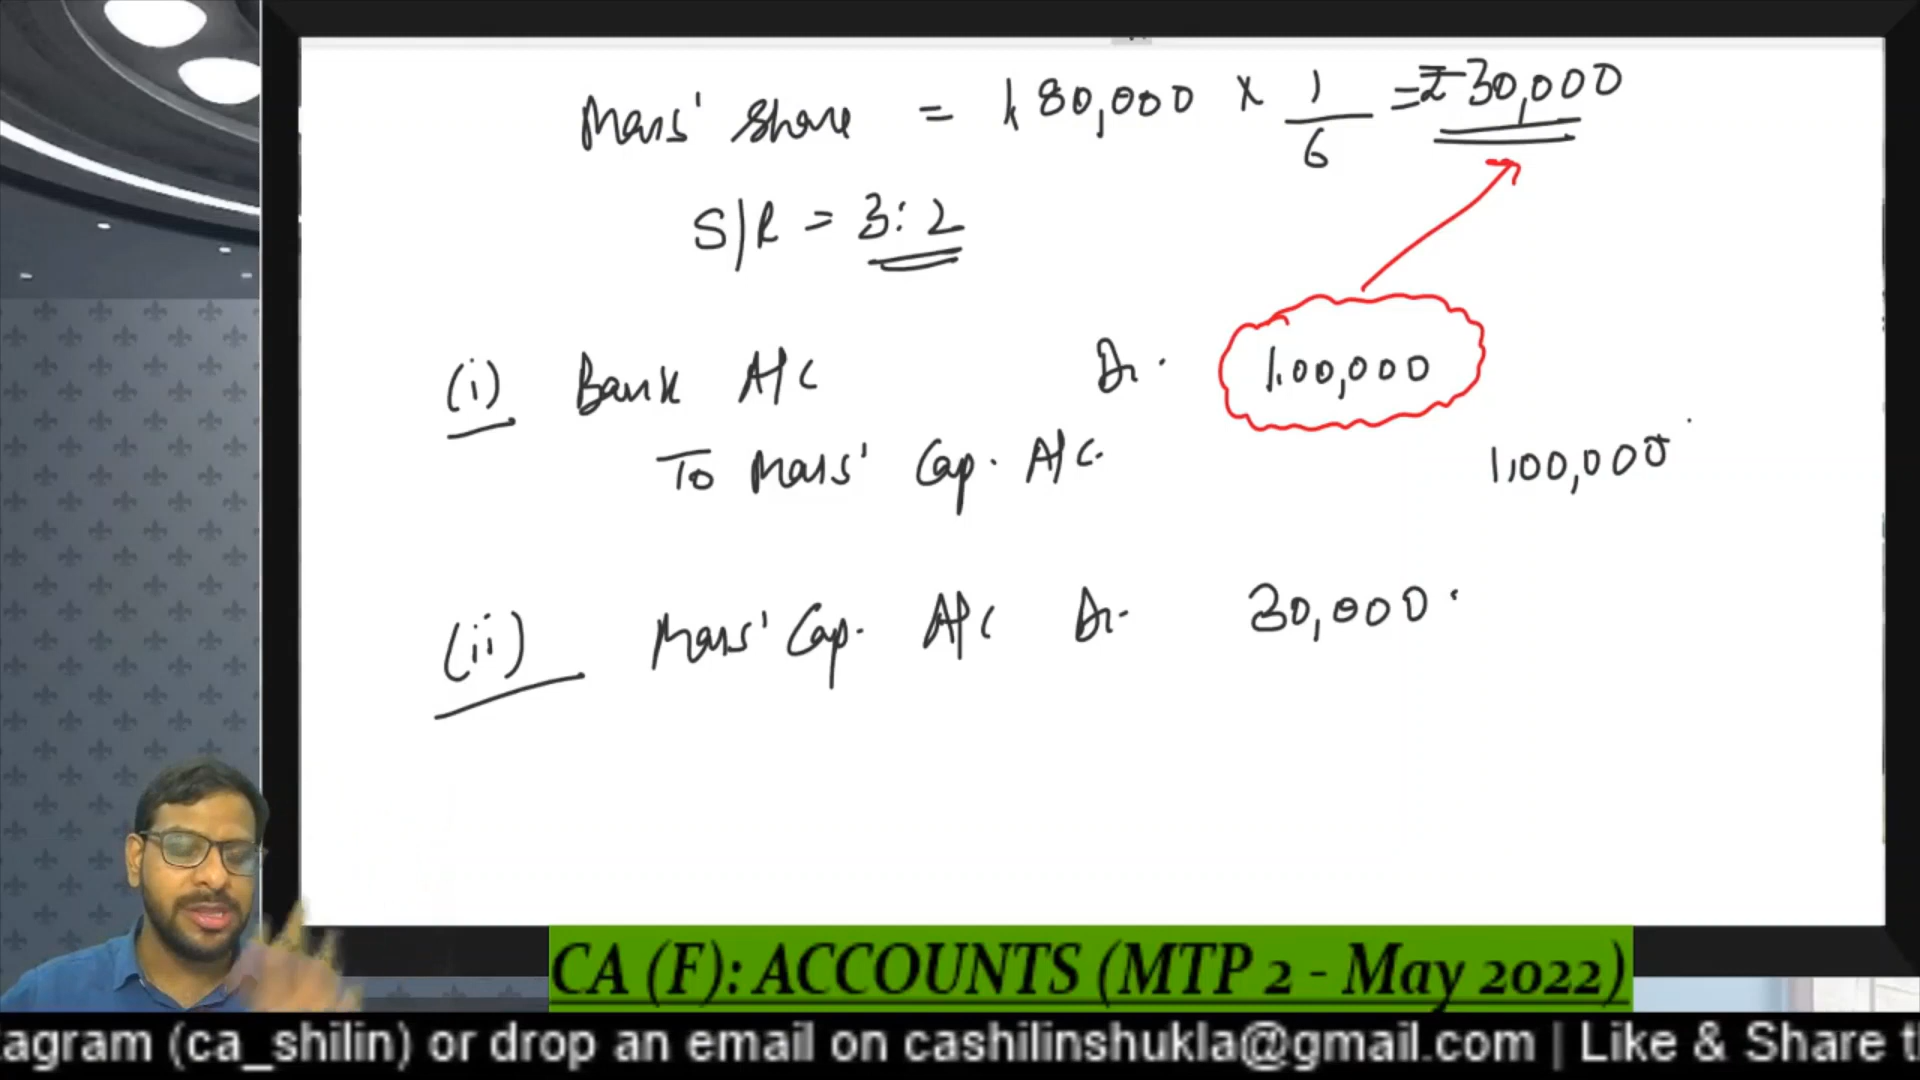 Mars' share = 180,000 × 1/6 = ₹ 30,000
S/R = 3:2
(i) Bank A/c Dr. 1,00,000
To Mars' Cap. A/c. 1,00,000
(ii) Mars' Cap. A/c Dr. 30,000
CA (F): ACCOUNTS (MTP 2 - May 2022)
agram (ca_shilin) or drop an email on cashilinshukla@gmail.com | Like & Share t